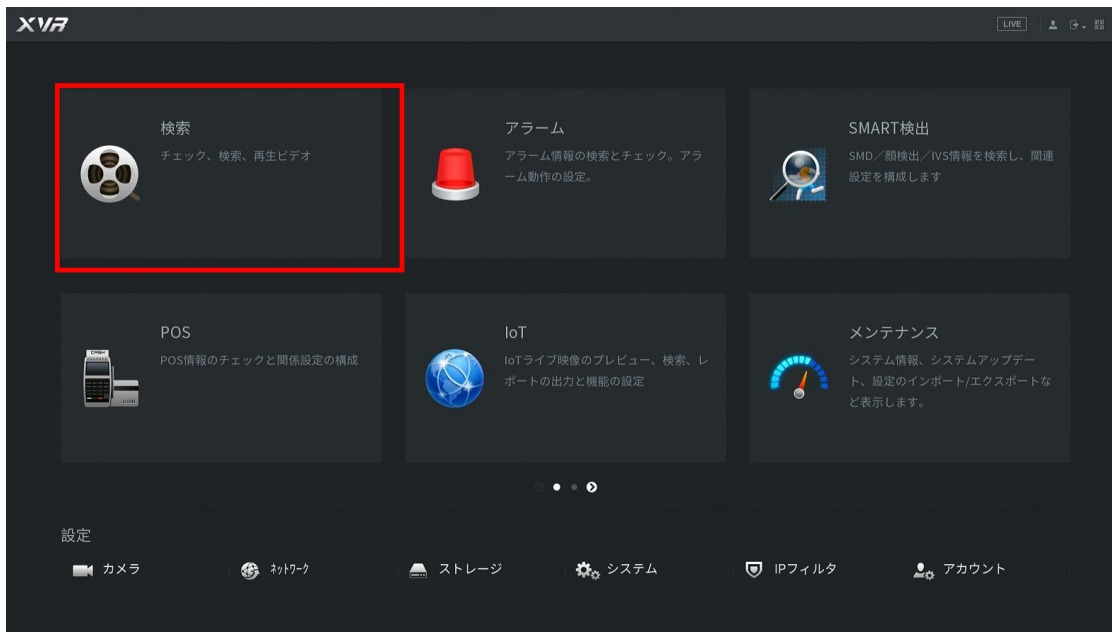 XVR
LIVE
検索
チェック、検索、再生ビデオ
アラーム
アラーム情報の検索とチェック。アラ
ーム動作の設定。
SMART検出
SMD／顔検出／IVS情報を検索し、関連
設定を構成します
POS
POS情報のチェックと関係設定の構成
IoT
IoTライブ映像のプレビュー、検索、レ
ポートの出力と機能の設定
メンテナンス
システム情報、システムアップデー
ト、設定のインポート/エクスポートな
ど表示します。
設定
カメラ
ﾈｯﾄﾜｰｸ
ストレージ
システム
IPフィルタ
アカウント